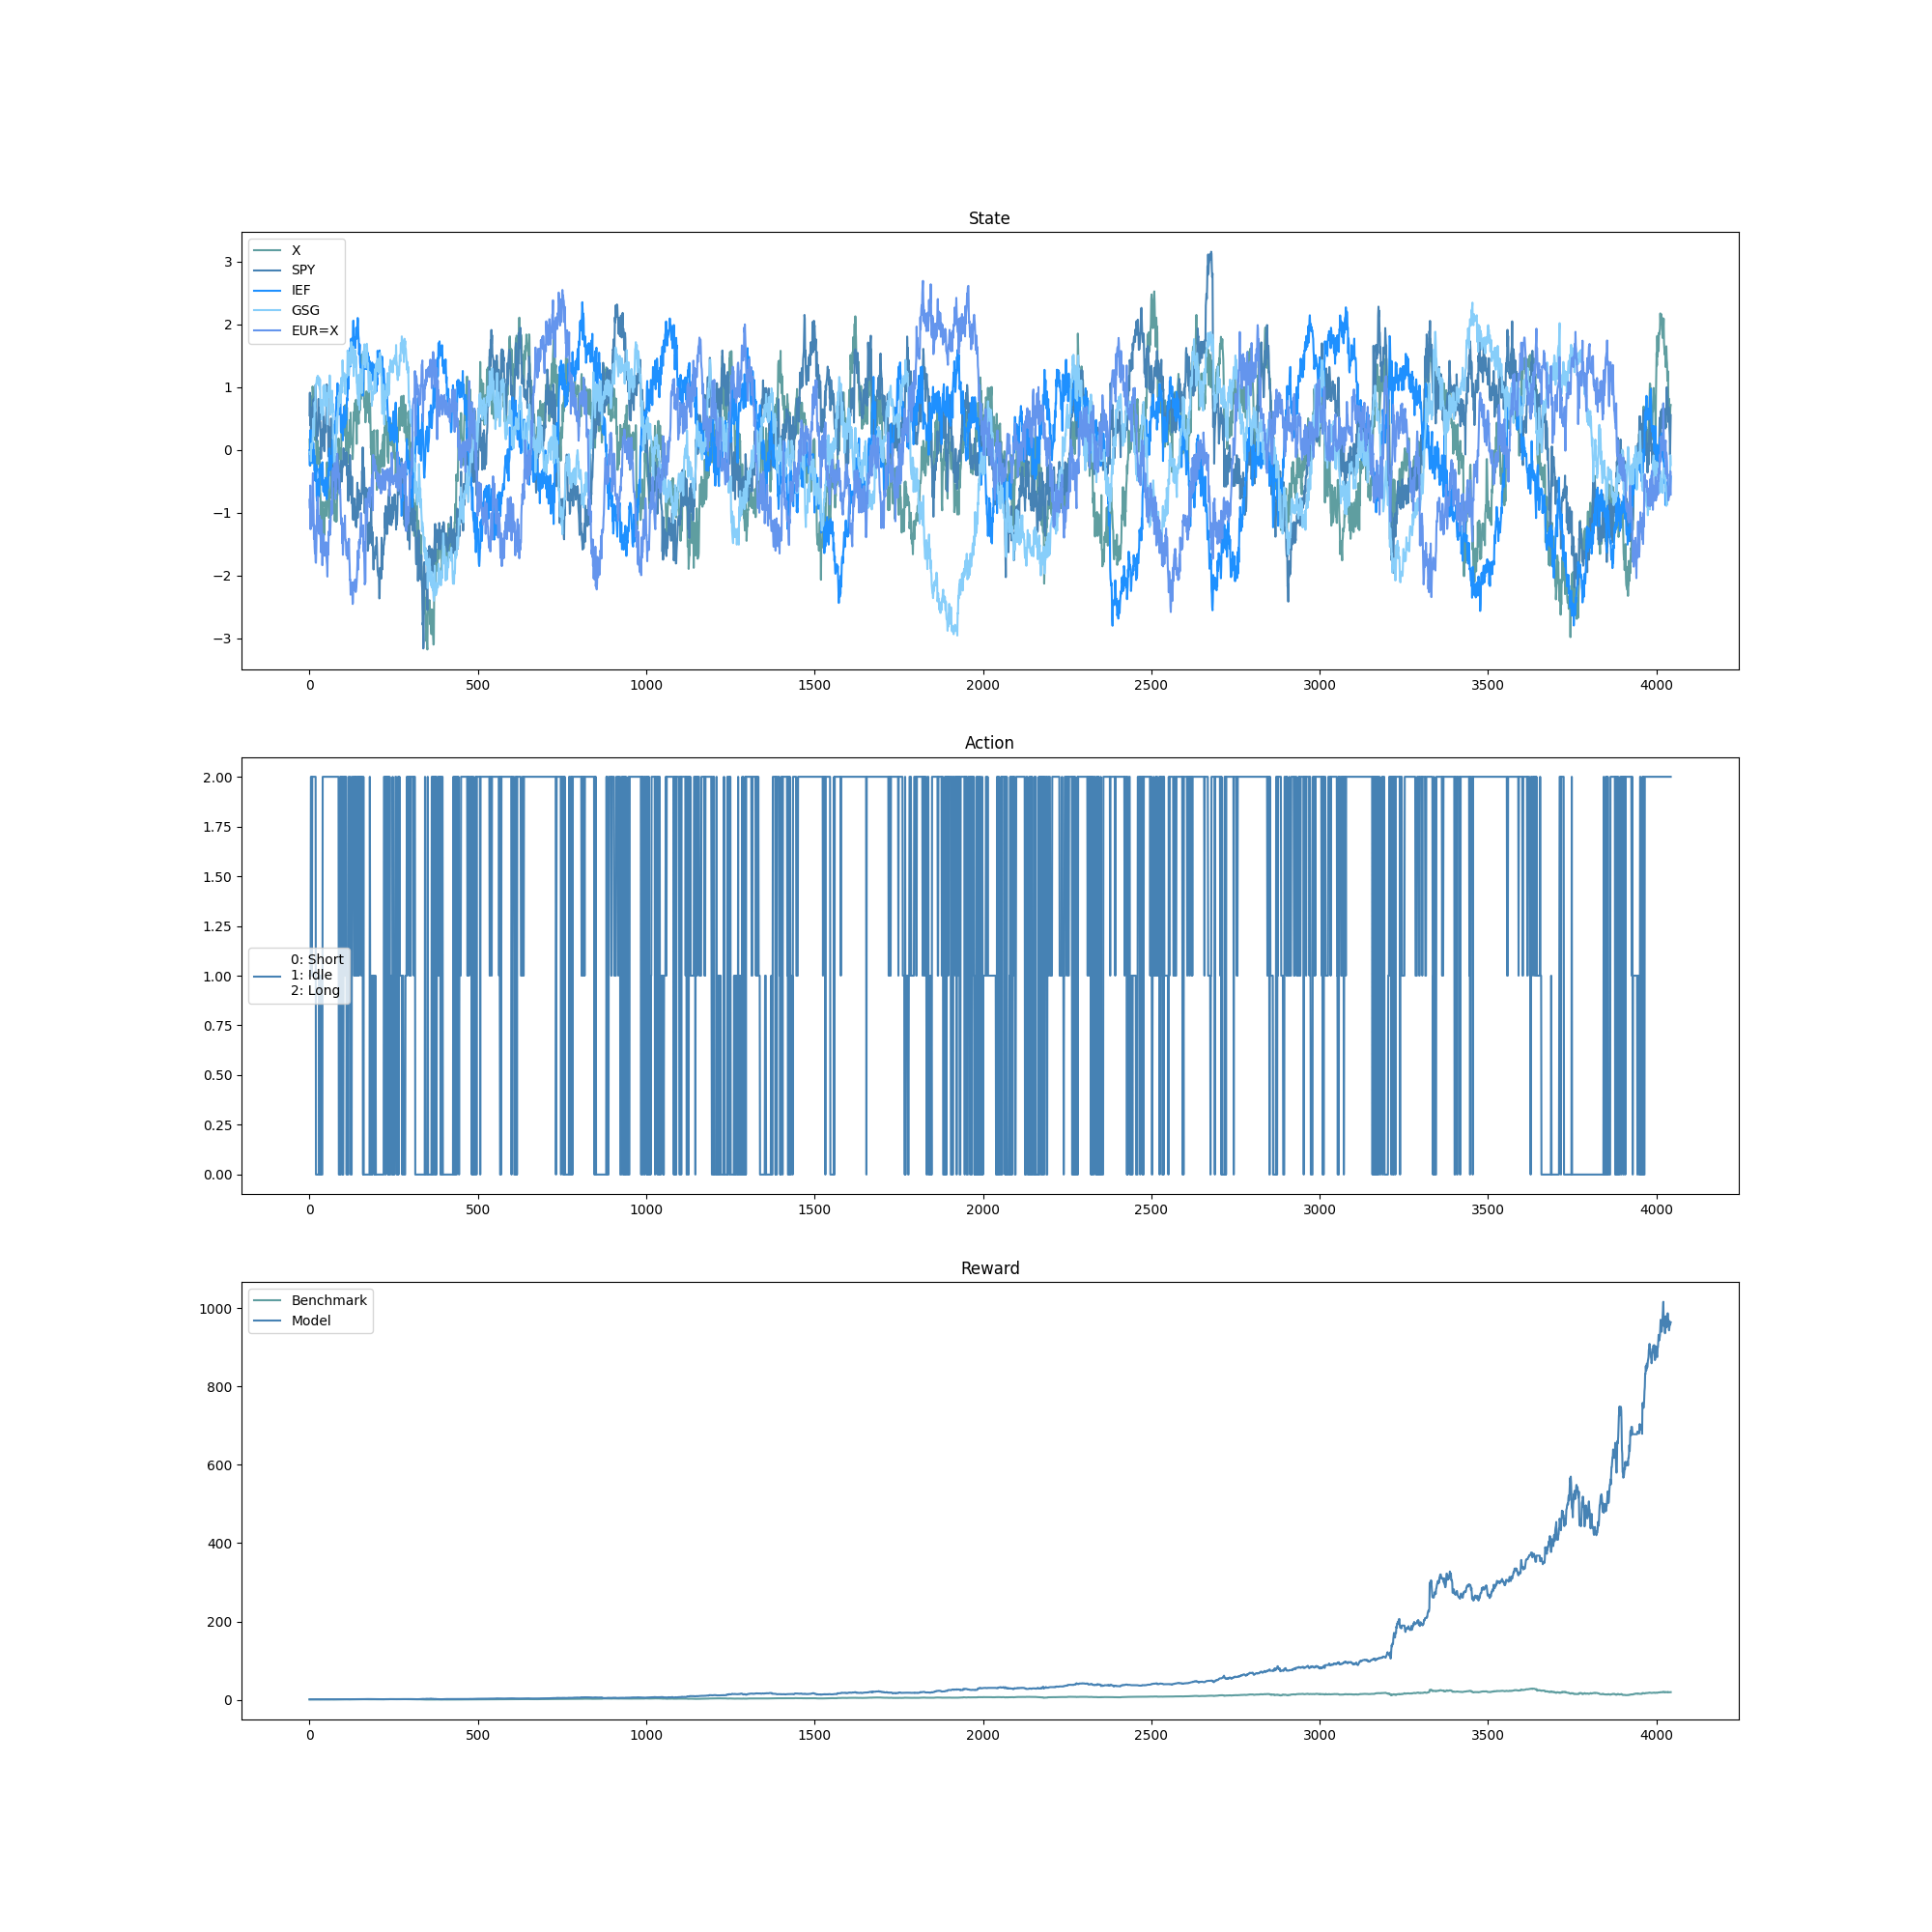 State
X
SPY
IEF
GSG
EUR=X
3
2
1
0
−1
−2
−3
0 500 1000 1500 2000 2500 3000 3500 4000
Action
2.00
1.75
1.50
1.25
1.00
0.75
0.50
0.25
0.00
0: Short
1: Idle
2: Long
0 500 1000 1500 2000 2500 3000 3500 4000
Reward
Benchmark
Model
1000
800
600
400
200
0
0 500 1000 1500 2000 2500 3000 3500 4000